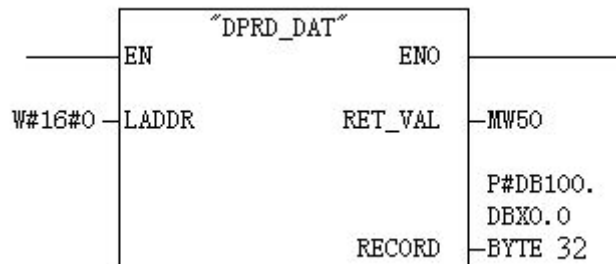 "DPRD_DAT"
EN ENO
W#16#0 LADDR RET_VAL MW50
P#DB100.
DBX0.0
RECORD BYTE 32